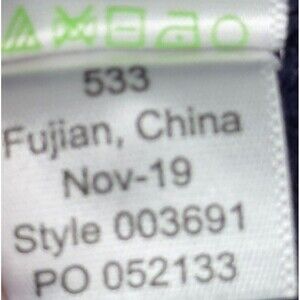 533
Fujian, China
Nov-19
Style 003691
PO 052133